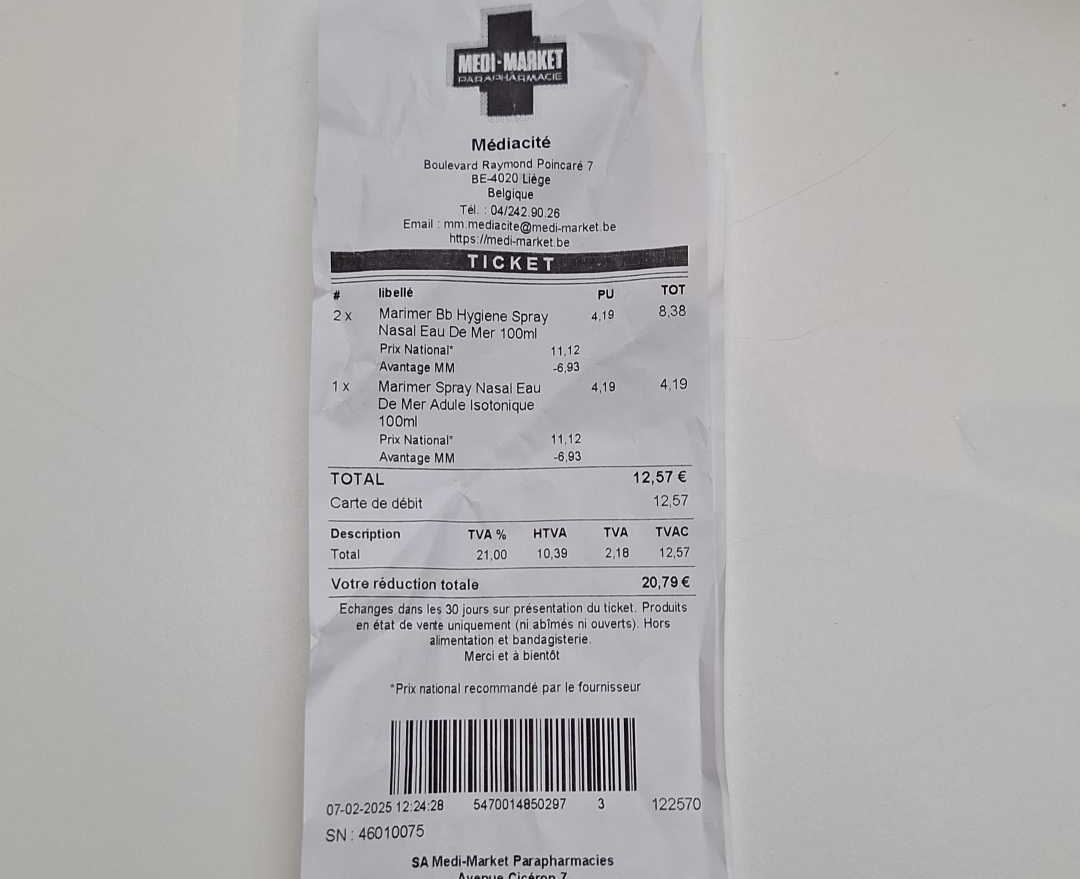 MEDI-MARKET
PARAPHARMACIE
Médiacité
Boulevard Raymond Poincaré 7
BE-4020 Liège
Belgique
Tél. : 04/242.90.26
Email : mm.mediacite@medi-market.be
https://medi-market.be
TICKET
# libellé PU TOT
2 x Marimer Bb Hygiene Spray 4,19 8,38
Nasal Eau De Mer 100ml
Prix National* 11,12
Avantage MM -6,93
1 x Marimer Spray Nasal Eau 4,19 4,19
De Mer Adule Isotonique
100ml
Prix National* 11,12
Avantage MM -6,93
TOTAL 12,57 €
Carte de débit 12,57
Description TVA % HTVA TVA TVAC
Total 21,00 10,39 2,18 12,57
Votre réduction totale 20,79 €
Echanges dans les 30 jours sur présentation du ticket. Produits
en état de vente uniquement (ni abîmés ni ouverts). Hors
alimentation et bandagisterie.
Merci et à bientôt
*Prix national recommandé par le fournisseur
07-02-2025 12:24:28 5470014850297 3 122570
SN : 46010075
SA Medi-Market Parapharmacies
Avenue Cicéron 7